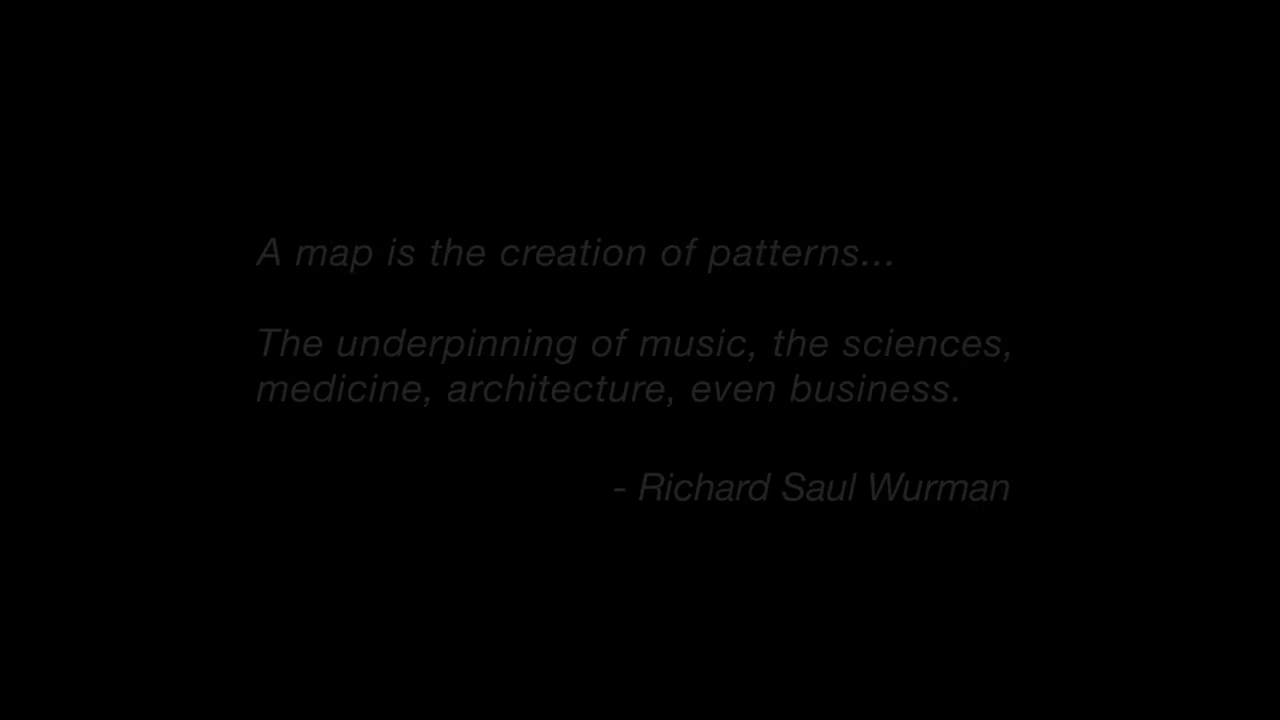 A map is the creation of patterns...
The underpinning of music, the sciences,
medicine, architecture, even business.
- Richard Saul Wurman